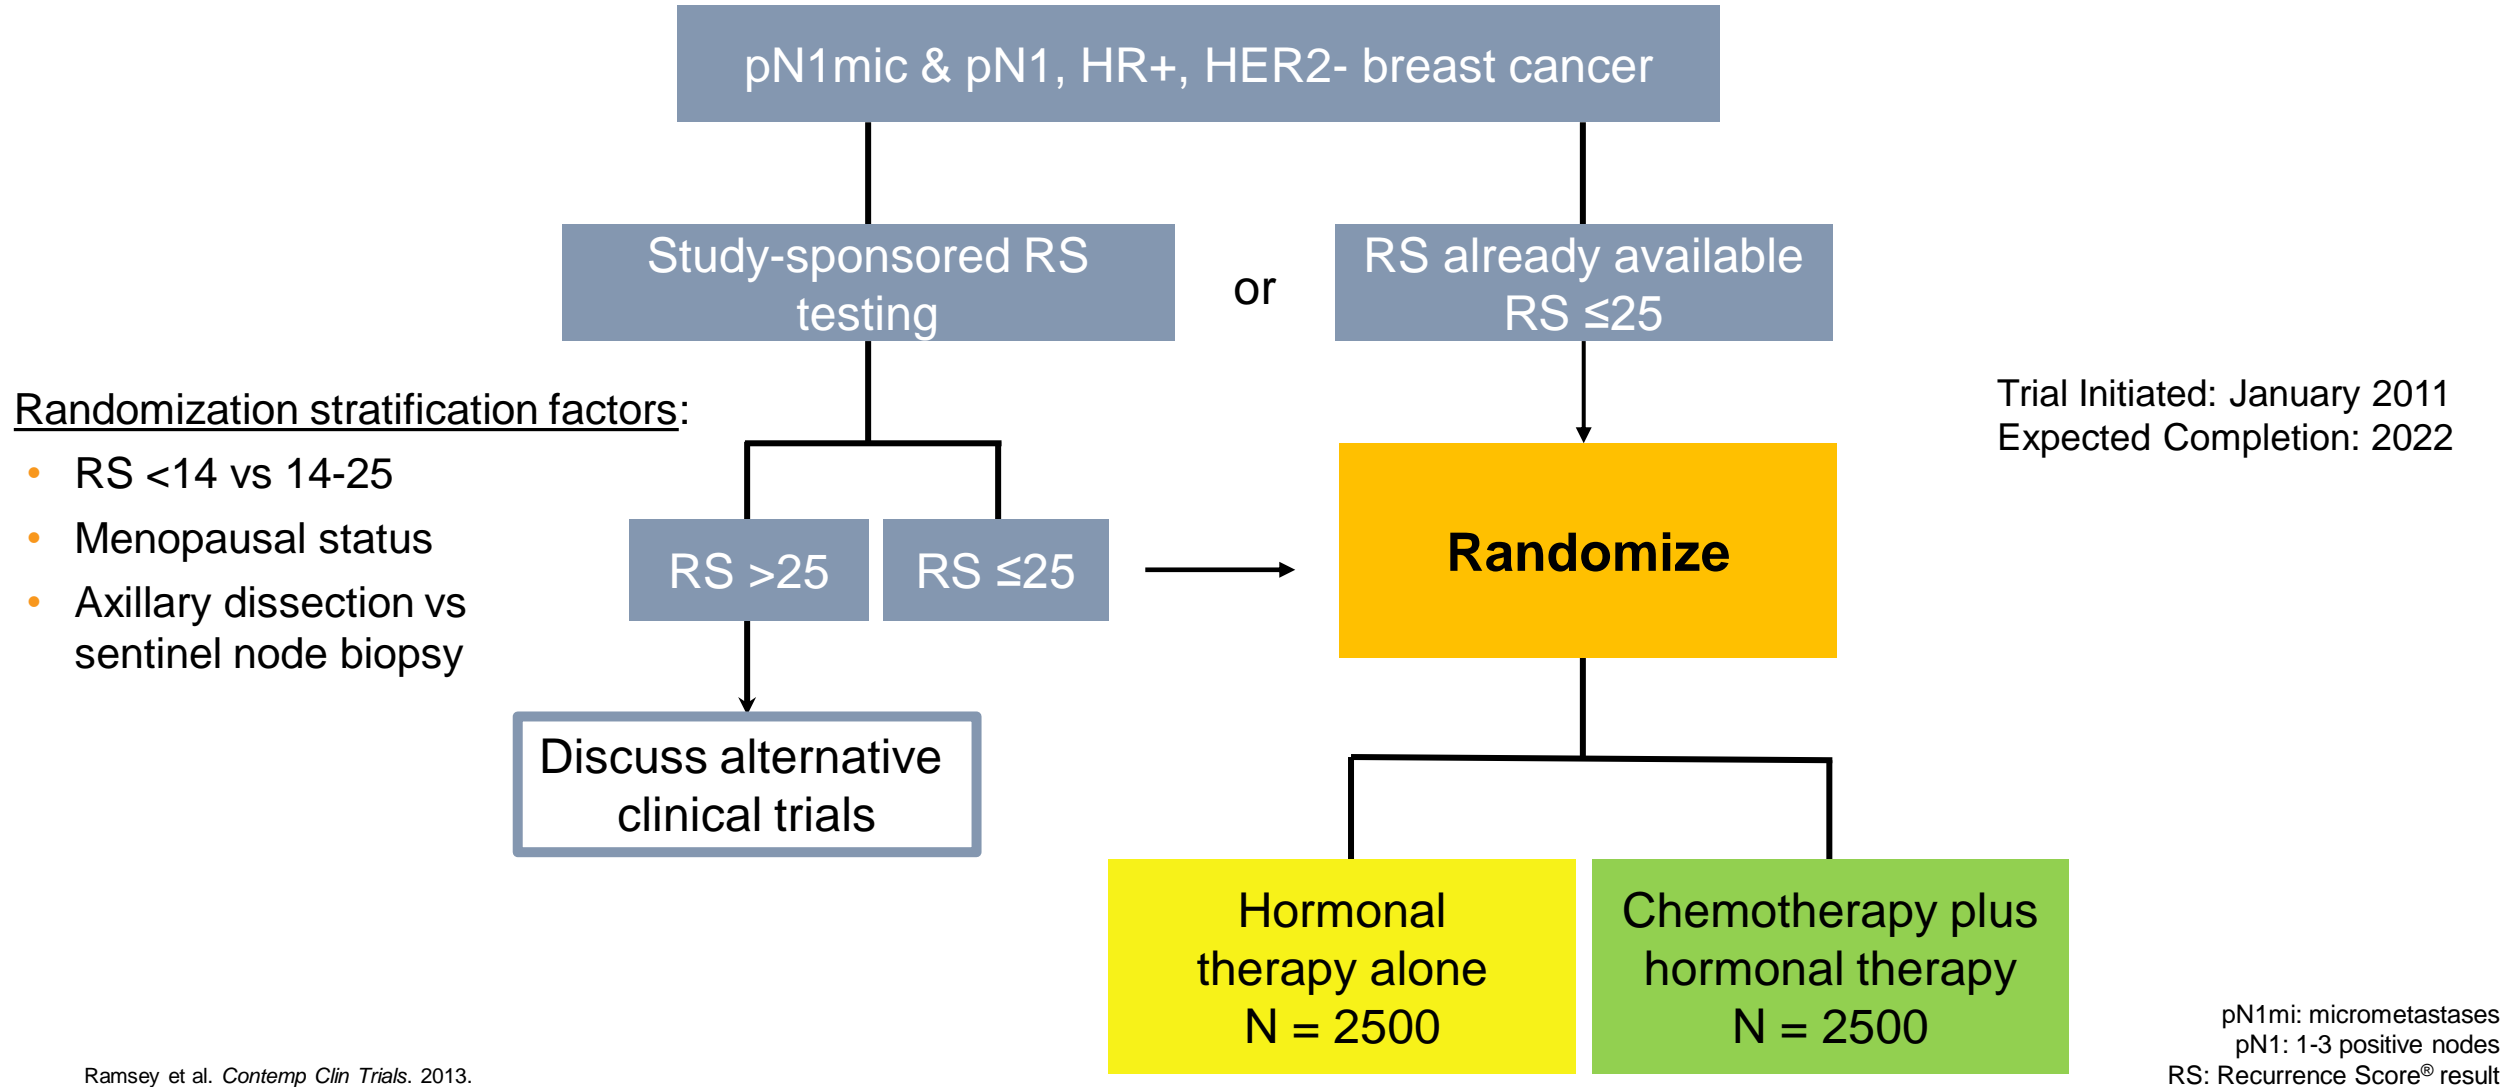 pN1mic & pN1, HR+, HER2- breast cancer
Study-sponsored RS
testing
or
RS already available
RS ≤25
Randomization stratification factors:
• RS <14 vs 14-25
• Menopausal status
• Axillary dissection vs
sentinel node biopsy
Trial Initiated: January 2011
Expected Completion: 2022
RS >25
RS ≤25
Randomize
Discuss alternative
clinical trials
Hormonal
therapy alone
N = 2500
Chemotherapy plus
hormonal therapy
N = 2500
pN1mi: micrometastases
pN1: 1-3 positive nodes
RS: Recurrence Score® result
Ramsey et al. Contemp Clin Trials. 2013.